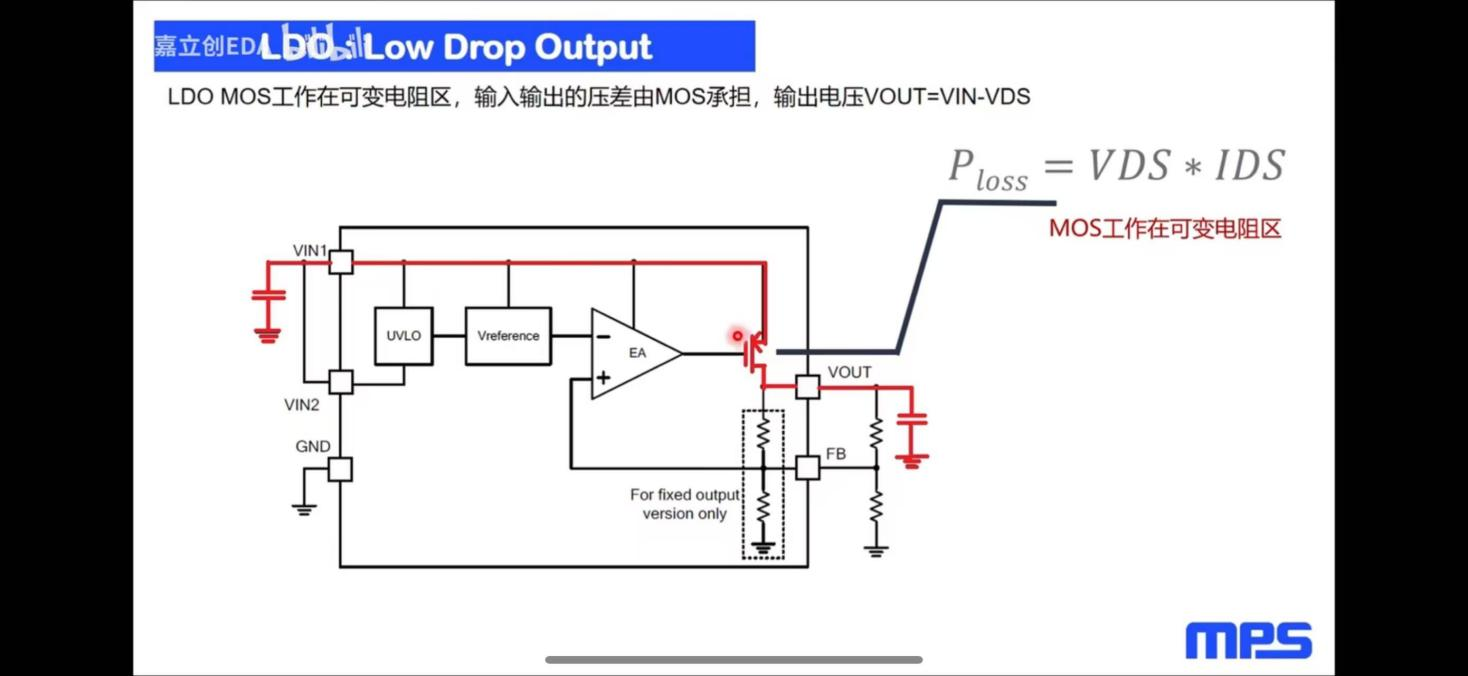 嘉立创EDA bilibili
LDO : Low Drop Output
LDO MOS工作在可变电阻区，输入输出的压差由MOS承担，输出电压VOUT=VIN-VDS
P_loss = VDS * IDS
MOS工作在可变电阻区
VIN1
UVLO
Vreference
EA
VOUT
VIN2
GND
FB
For fixed output
version only
mps